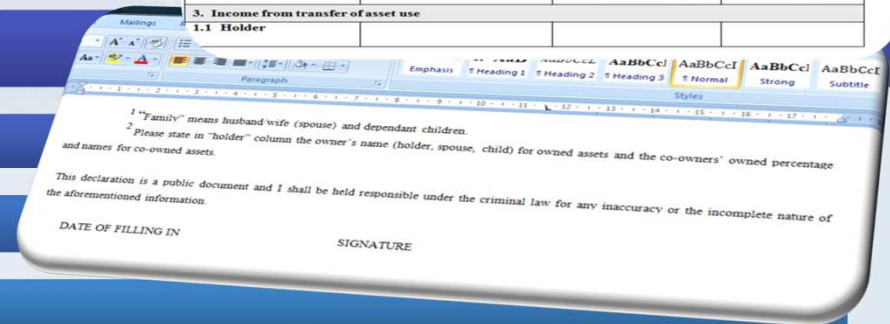 3. Income from transfer of asset use
1.1 Holder
Mailings
Aa
Paragraph
Emphasis
¶ Heading 1
¶ Heading 2
AaBbCcl
¶ Heading 3
AaBbCcI
¶ Normal
AaBbCcl
Strong
AaBbCcI
Subtitle
Styles
1 "Family" means husband/wife (spouse) and dependant children.
2 Please state in "holder" column the owner's name (holder, spouse, child) for owned assets and the co-owners' owned percentage
and names for co-owned assets.
This declaration is a public document and I shall be held responsible under the criminal law for any inaccuracy or the incomplete nature of
the aforementioned information.
DATE OF FILLING IN
SIGNATURE